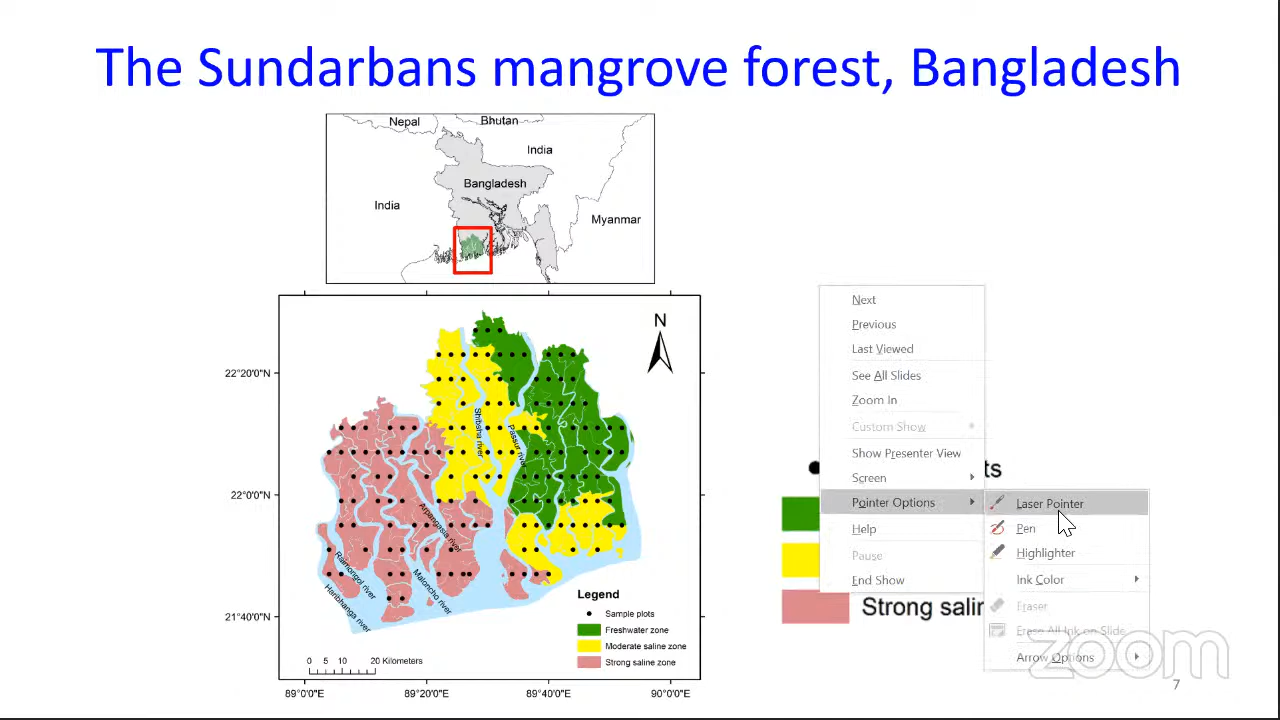 The Sundarbans mangrove forest, Bangladesh
Nepal
Bhutan
India
Bangladesh
India
Myanmar
N
22°20'0"N
22°0'0"N
21°40'0"N
Shibsha river
Passur river
Arpangasia river
Raimongol river
Haribhanga river
Maloncho river
Legend
Sample plots
Freshwater zone
Moderate saline zone
Strong saline zone
0 5 10 20 Kilometers
89°0'0"E 89°20'0"E 89°40'0"E 90°0'0"E
Next
Previous
Last Viewed
See All Slides
Zoom In
Custom Show
Show Presenter View
Screen
Pointer Options
Help
Pause
End Show
Laser Pointer
Pen
Highlighter
Ink Color
Eraser
Erase All Ink on Slide
Arrow Options
ts
Strong salin
zoom
7